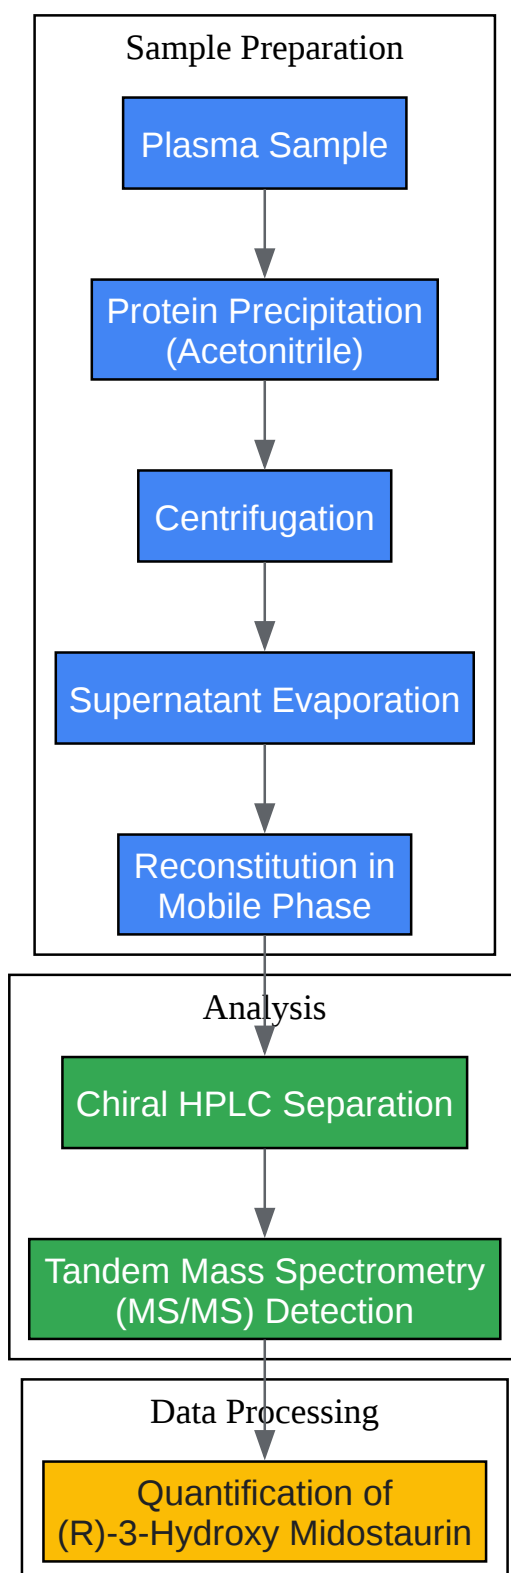 Sample Preparation
Plasma Sample
Protein Precipitation
(Acetonitrile)
Centrifugation
Supernatant Evaporation
Reconstitution in
Mobile Phase
Analysis
Chiral HPLC Separation
Tandem Mass Spectrometry
(MS/MS) Detection
Data Processing
Quantification of
(R)-3-Hydroxy Midostaurin